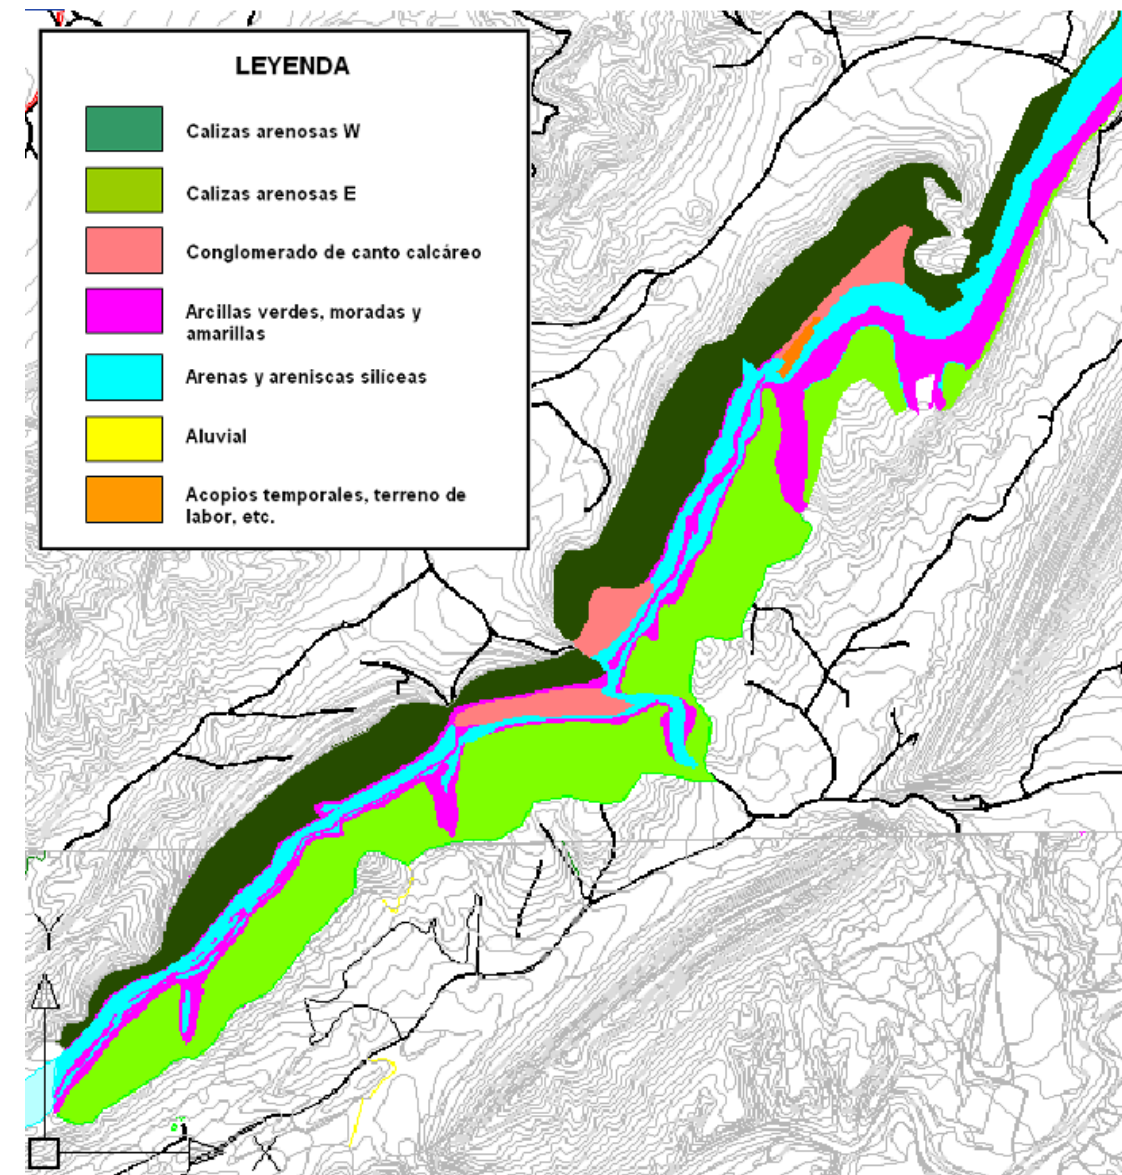 LEYENDA
Calizas arenosas W
Calizas arenosas E
Conglomerado de canto calcáreo
Arcillas verdes, moradas y
amarillas
Arenas y areniscas silíceas
Aluvial
Acopios temporales, terreno de
labor, etc.
Y
X